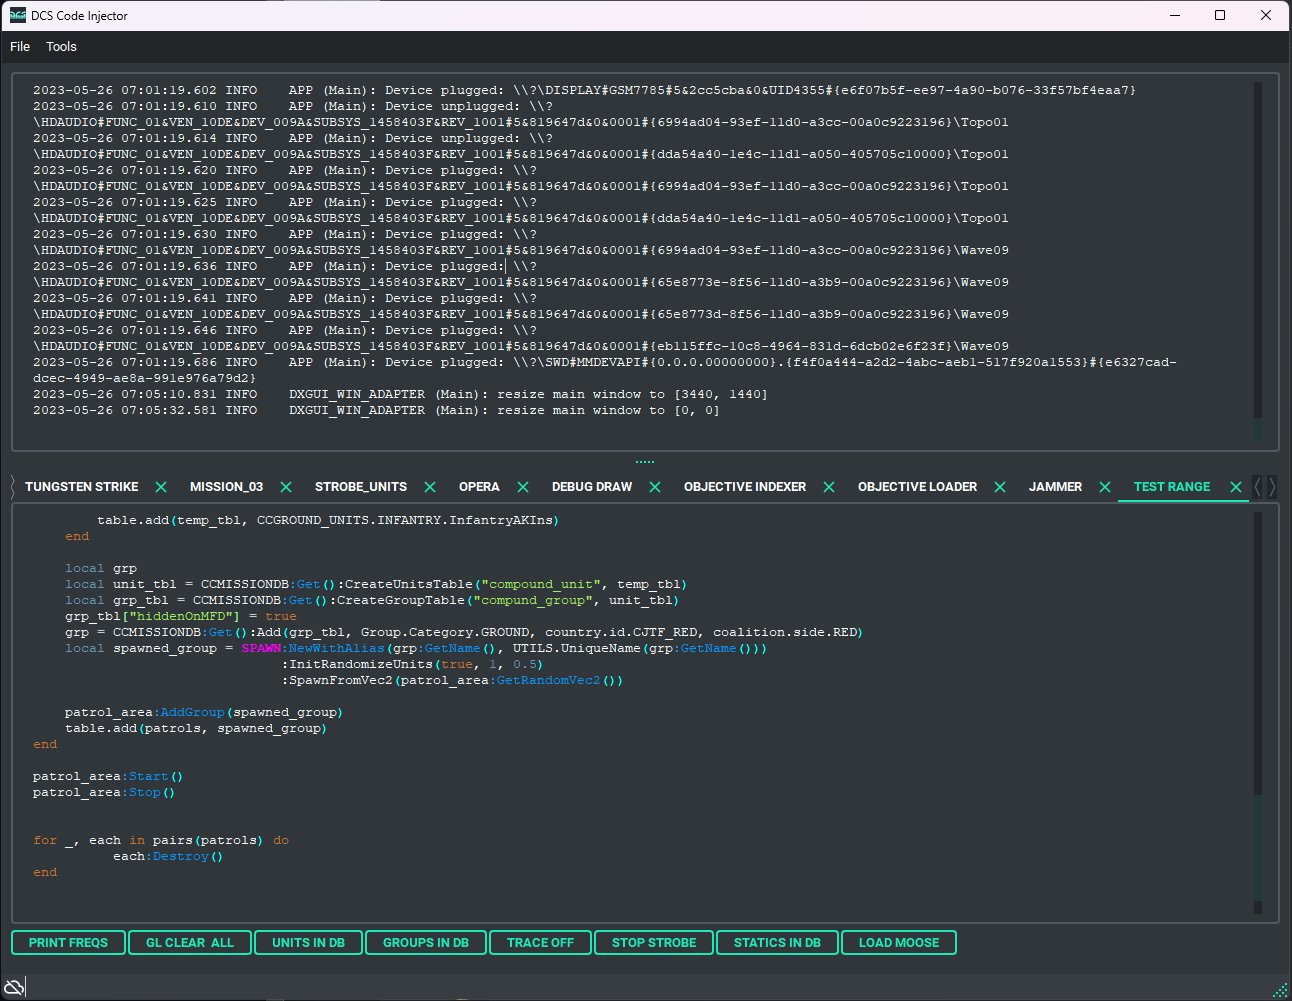 DCS Code Injector
File Tools
2023-05-26 07:01:19.602 INFO    APP (Main): Device plugged: \\?\DISPLAY#GSM7785#5&2cc5cba&0&UID4355#{e6f07b5f-ee97-4a90-b076-33f57bf4eaa7}
2023-05-26 07:01:19.610 INFO    APP (Main): Device unplugged: \\?
\HDAUDIO#FUNC_01&VEN_10DE&DEV_009A&SUBSYS_1458403F&REV_1001#5&819647d&0&0001#{6994ad04-93ef-11d0-a3cc-00a0c9223196}\Topo01
2023-05-26 07:01:19.614 INFO    APP (Main): Device unplugged: \\?
\HDAUDIO#FUNC_01&VEN_10DE&DEV_009A&SUBSYS_1458403F&REV_1001#5&819647d&0&0001#{dda54a40-1e4c-11d1-a050-405705c10000}\Topo01
2023-05-26 07:01:19.620 INFO    APP (Main): Device plugged: \\?
\HDAUDIO#FUNC_01&VEN_10DE&DEV_009A&SUBSYS_1458403F&REV_1001#5&819647d&0&0001#{6994ad04-93ef-11d0-a3cc-00a0c9223196}\Topo01
2023-05-26 07:01:19.625 INFO    APP (Main): Device plugged: \\?
\HDAUDIO#FUNC_01&VEN_10DE&DEV_009A&SUBSYS_1458403F&REV_1001#5&819647d&0&0001#{dda54a40-1e4c-11d1-a050-405705c10000}\Topo01
2023-05-26 07:01:19.630 INFO    APP (Main): Device plugged: \\?
\HDAUDIO#FUNC_01&VEN_10DE&DEV_009A&SUBSYS_1458403F&REV_1001#5&819647d&0&0001#{6994ad04-93ef-11d0-a3cc-00a0c9223196}\Wave09
2023-05-26 07:01:19.636 INFO    APP (Main): Device plugged: \\?
\HDAUDIO#FUNC_01&VEN_10DE&DEV_009A&SUBSYS_1458403F&REV_1001#5&819647d&0&0001#{65e8773e-8f56-11d0-a3b9-00a0c9223196}\Wave09
2023-05-26 07:01:19.641 INFO    APP (Main): Device plugged: \\?
\HDAUDIO#FUNC_01&VEN_10DE&DEV_009A&SUBSYS_1458403F&REV_1001#5&819647d&0&0001#{65e8773d-8f56-11d0-a3b9-00a0c9223196}\Wave09
2023-05-26 07:01:19.646 INFO    APP (Main): Device plugged: \\?
\HDAUDIO#FUNC_01&VEN_10DE&DEV_009A&SUBSYS_1458403F&REV_1001#5&819647d&0&0001#{eb115ffc-10c8-4964-831d-6dcb02e6f23f}\Wave09
2023-05-26 07:01:19.686 INFO    APP (Main): Device plugged: \\?\SWD#MMDEVAPI#{0.0.0.00000000}.{f4f0a444-a2d2-4abc-aeb1-517f920a1553}#{e6327cad-
dcec-4949-ae8a-991e976a79d2}
2023-05-26 07:05:10.831 INFO    DXGUI_WIN_ADAPTER (Main): resize main window to [3440, 1440]
2023-05-26 07:05:32.581 INFO    DXGUI_WIN_ADAPTER (Main): resize main window to [0, 0]
TUNGSTEN STRIKE MISSION_03 STROBE_UNITS OPERA DEBUG DRAW OBJECTIVE INDEXER OBJECTIVE LOADER JAMMER TEST RANGE
        table.add(temp_tbl, CCGROUND_UNITS.INFANTRY.InfantryAKIns)
    end
    local grp
    local unit_tbl = CCMISSIONDB:Get():CreateUnitsTable("compound_unit", temp_tbl)
    local grp_tbl = CCMISSIONDB:Get():CreateGroupTable("compund_group", unit_tbl)
    grp_tbl["hiddenOnMFD"] = true
    grp = CCMISSIONDB:Get():Add(grp_tbl, Group.Category.GROUND, country.id.CJTF_RED, coalition.side.RED)
    local spawned_group = SPAWN:NewWithAlias(grp:GetName(), UTILS.UniqueName(grp:GetName()))
                               :InitRandomizeUnits(true, 1, 0.5)
                               :SpawnFromVec2(patrol_area:GetRandomVec2())
    patrol_area:AddGroup(spawned_group)
    table.add(patrols, spawned_group)
end
patrol_area:Start()
patrol_area:Stop()
for _, each in pairs(patrols) do
          each:Destroy()
end
PRINT FREQS GL CLEAR ALL UNITS IN DB GROUPS IN DB TRACE OFF STOP STROBE STATICS IN DB LOAD MOOSE